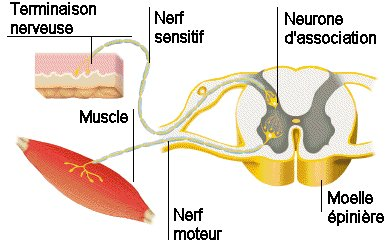 Terminaison
nerveuse
Nerf
sensitif
Neurone
d'association
Muscle
Nerf
moteur
Moelle
épinière